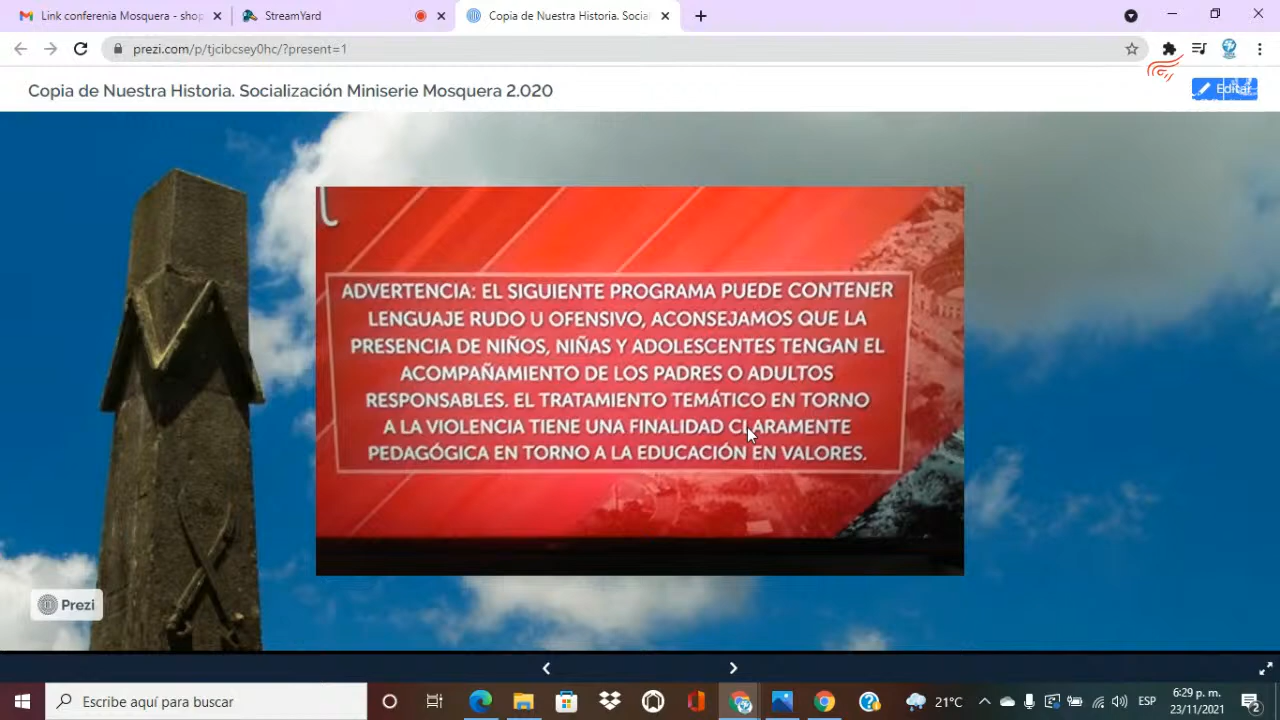 Link conferenia Mosquera - shop
StreamYard
Copia de Nuestra Historia. Social
prezi.com/p/tjcibcsey0hc/?present=1
Copia de Nuestra Historia. Socialización Miniserie Mosquera 2.020
Editar
ADVERTENCIA: EL SIGUIENTE PROGRAMA PUEDE CONTENER
LENGUAJE RUDO U OFENSIVO, ACONSEJAMOS QUE LA
PRESENCIA DE NIÑOS, NIÑAS Y ADOLESCENTES TENGAN EL
ACOMPAÑAMIENTO DE LOS PADRES O ADULTOS
RESPONSABLES. EL TRATAMIENTO TEMÁTICO EN TORNO
A LA VIOLENCIA TIENE UNA FINALIDAD CLARAMENTE
PEDAGÓGICA EN TORNO A LA EDUCACIÓN EN VALORES.
Prezi
Escribe aquí para buscar
21°C
ESP
6:29 p. m.
23/11/2021
2